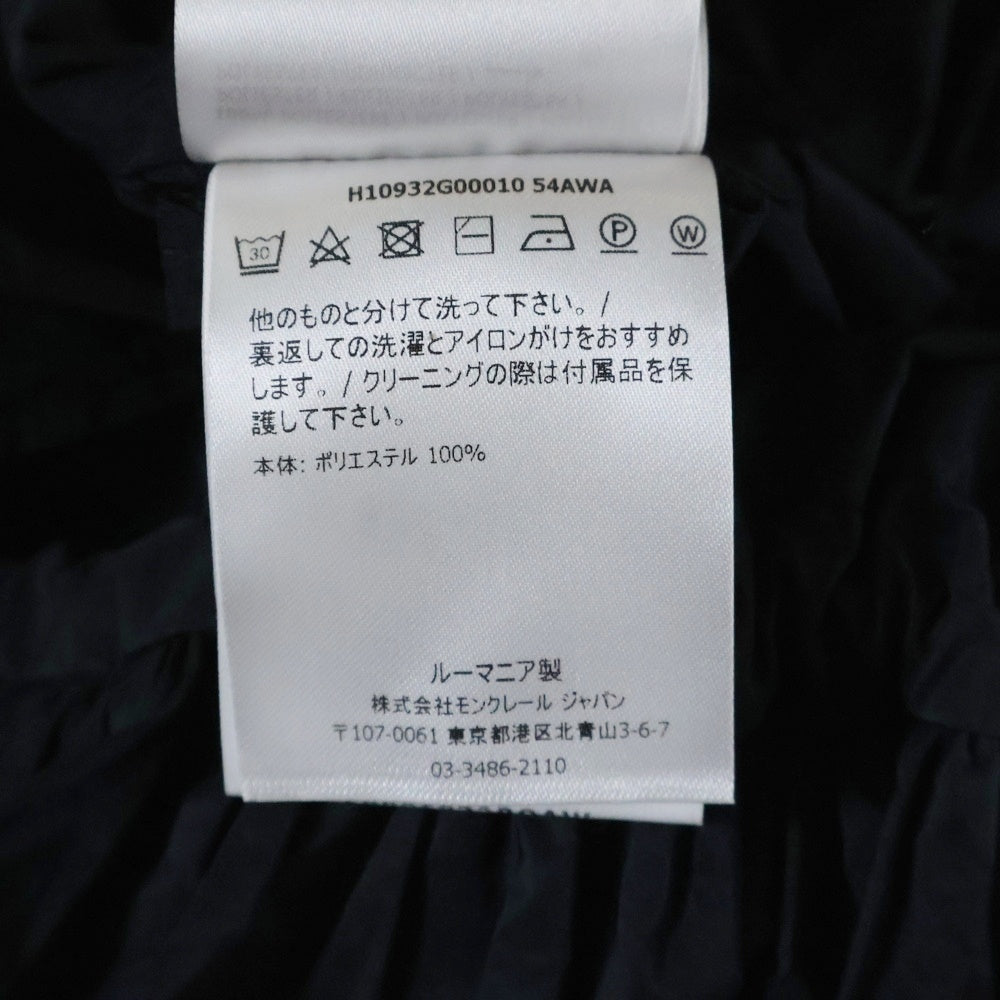 H10932G00010 54AWA
30 P W
他のものと分けて洗って下さい。/
裏返しての洗濯とアイロンがけをおすすめ
します。/ クリーニングの際は付属品を保
護して下さい。
本体: ポリエステル 100%
ルーマニア製
株式会社モンクレール ジャパン
〒107-0061 東京都港区北青山3-6-7
03-3486-2110